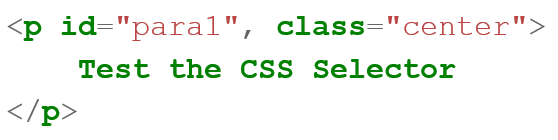 <p id="para1", class="center">
Test the CSS Selector
</p>